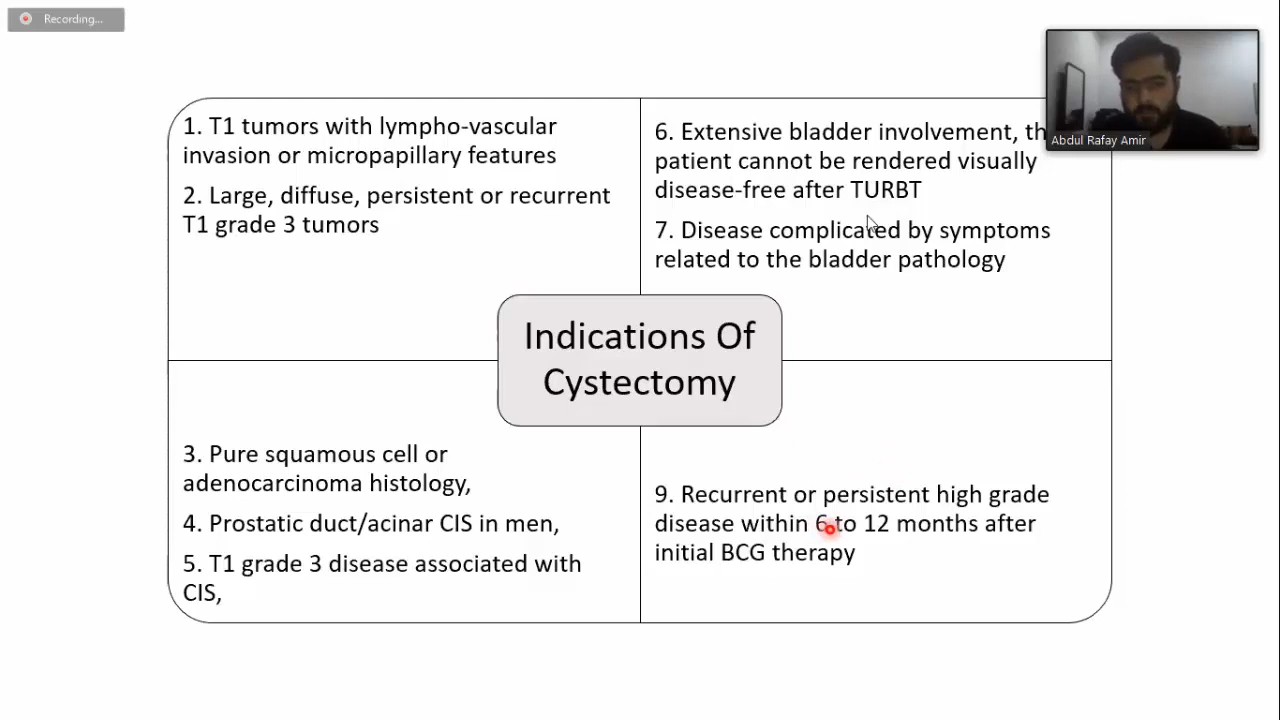 Recording...
1. T1 tumors with lympho-vascular
invasion or micropapillary features
2. Large, diffuse, persistent or recurrent
T1 grade 3 tumors
6. Extensive bladder involvement, th
patient cannot be rendered visually
disease-free after TURBT
7. Disease complicated by symptoms
related to the bladder pathology
Abdul Rafay Amir
Indications Of
Cystectomy
3. Pure squamous cell or
adenocarcinoma histology,
4. Prostatic duct/acinar CIS in men,
5. T1 grade 3 disease associated with
CIS,
9. Recurrent or persistent high grade
disease within 6 to 12 months after
initial BCG therapy